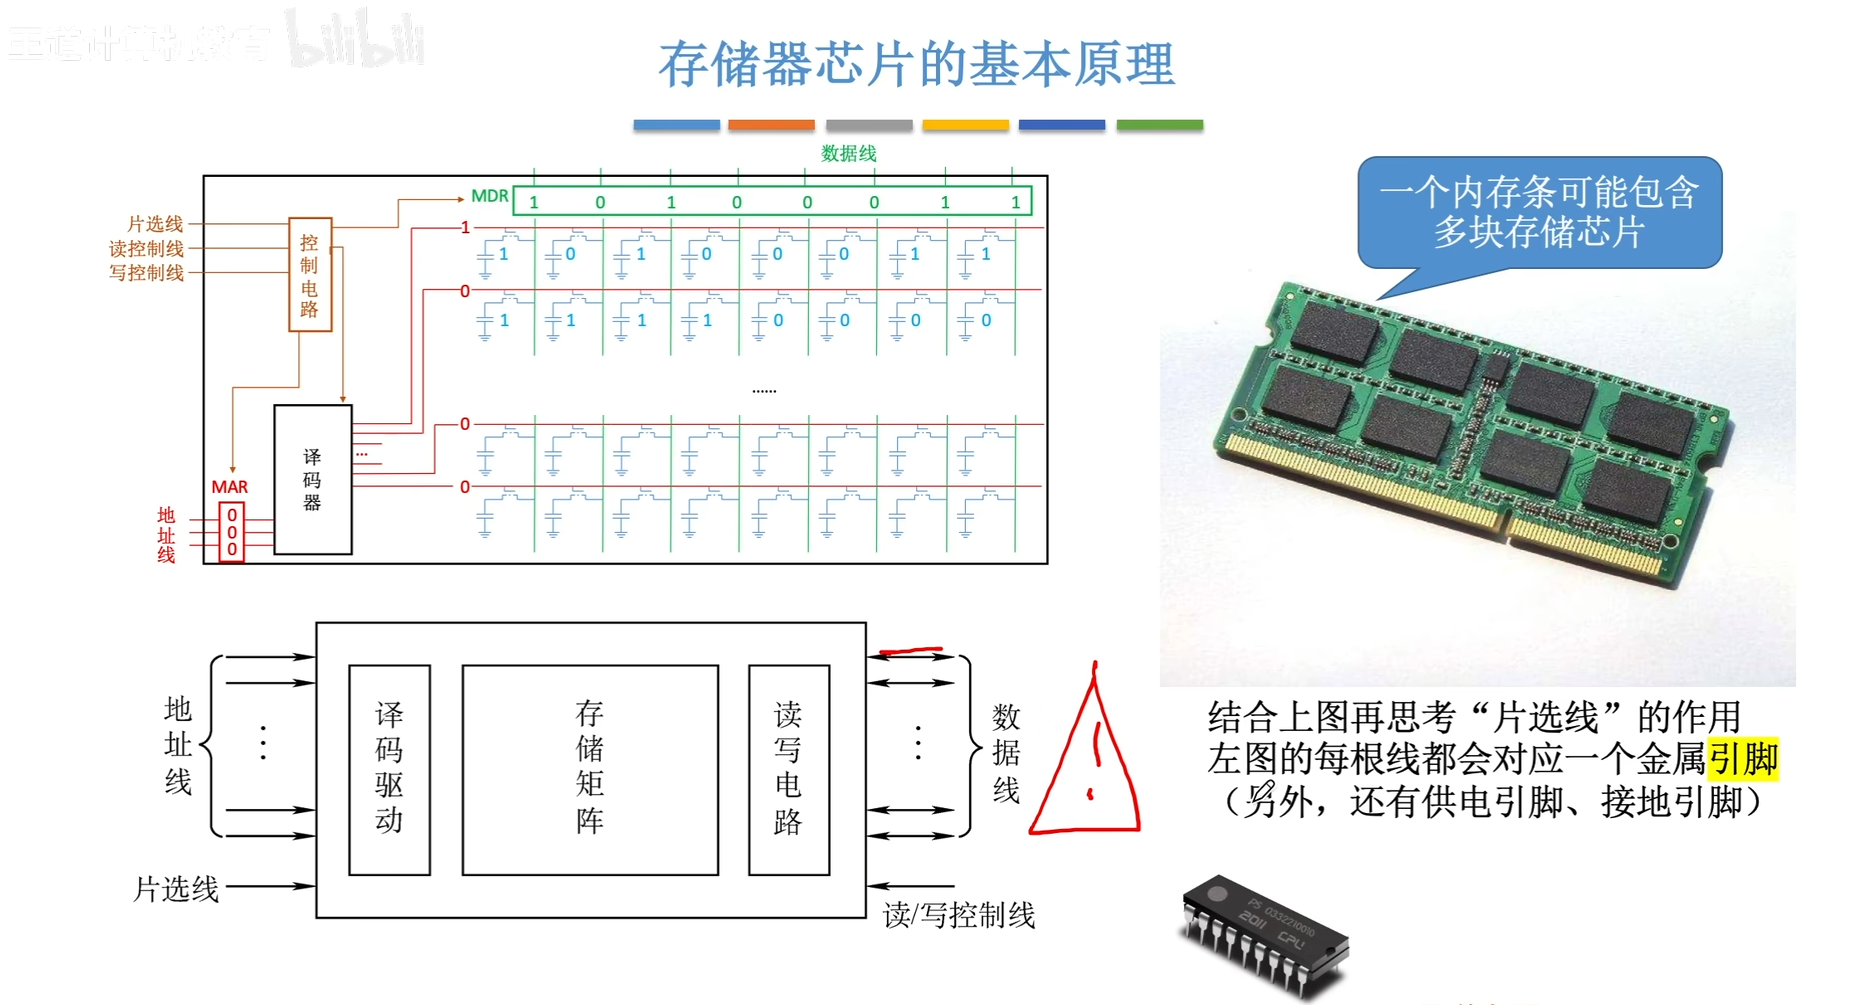 王道计算机教育 bilibili
存储器芯片的基本原理
数据线
MDR 1 0 1 0 0 0 1 1
片选线
读控制线
写控制线
控制电路
1
1 0 1 0 0 0 1 1
0
1 1 1 1 0 0 0 0
......
0
0
...
译码器
MAR
地址线
0
0
0
一个内存条可能包含
多块存储芯片
地址线
译码驱动
存储矩阵
读写电路
数据线
片选线
读/写控制线
结合上图再思考“片选线”的作用
左图的每根线都会对应一个金属引脚
（另外，还有供电引脚、接地引脚）
PS 0332210010
2011 CPU